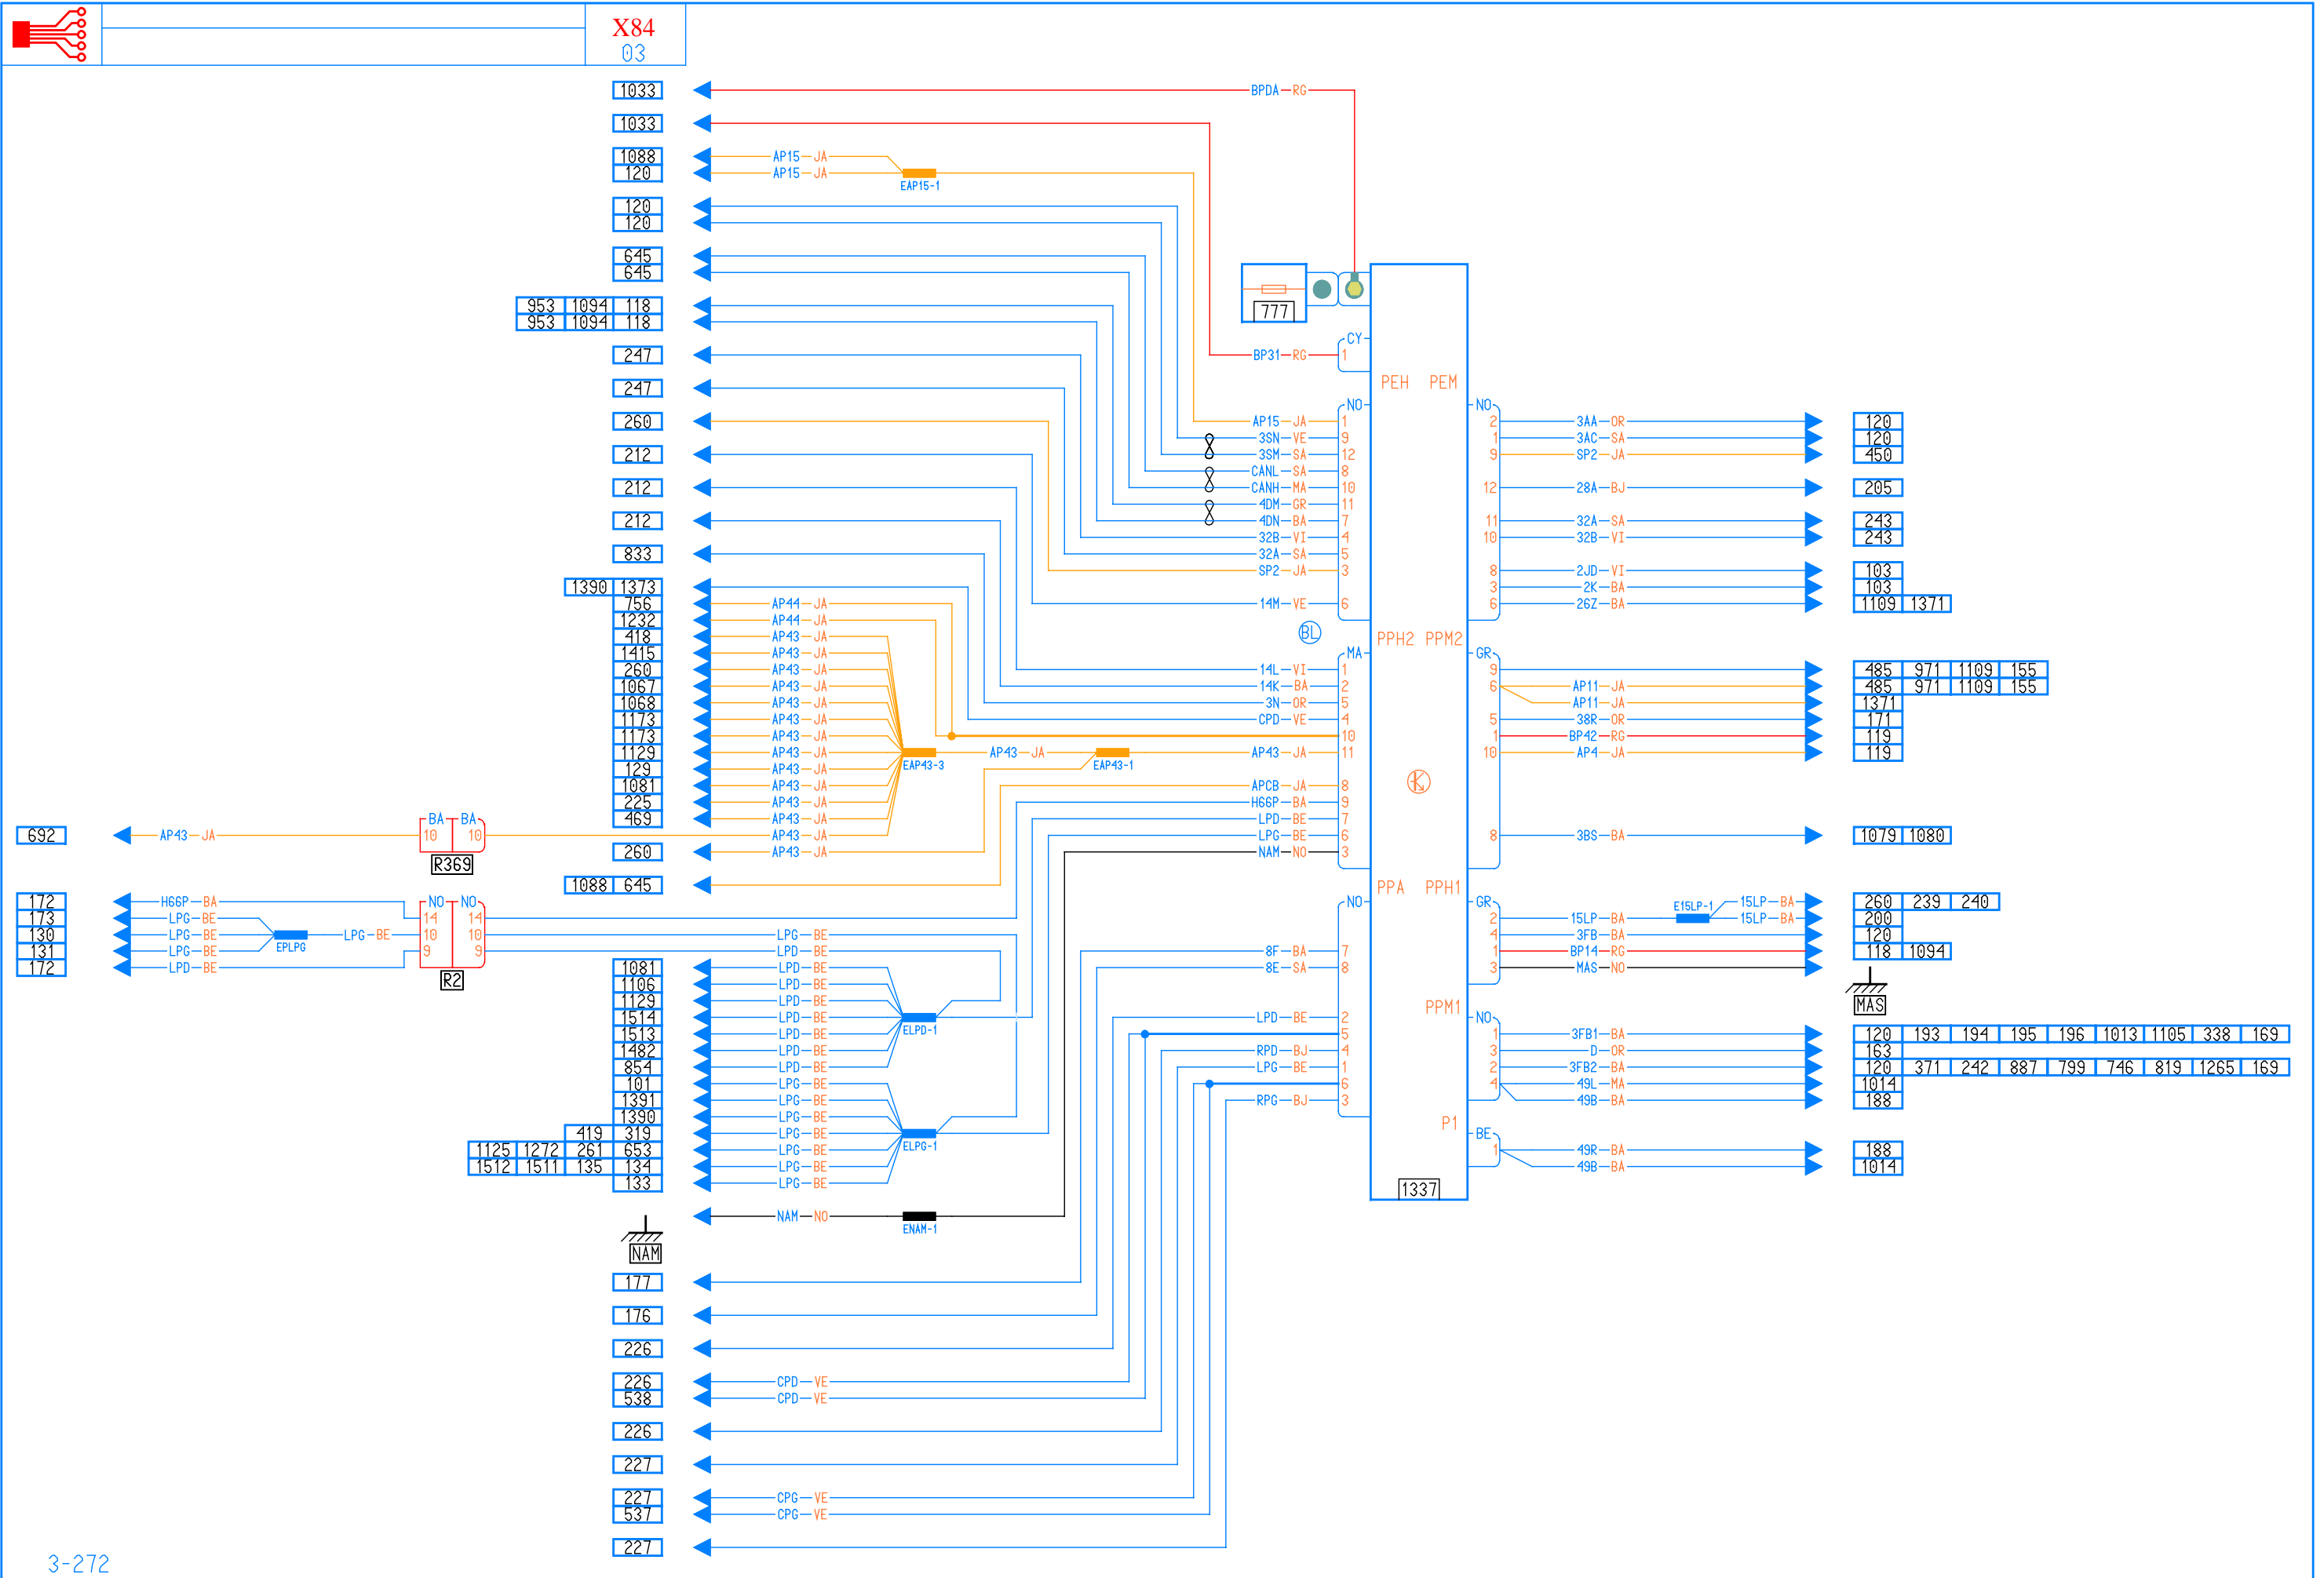 X84
03
1033 BPDA RG
1033
1088 AP15 JA
120 AP15 JA
EAP15-1
120
120
645
645
777
953 1094 118
953 1094 118
CY
247 BP31 RG 1
PEH PEM
247
NO NO
260 AP15 JA 1 2 3AA OR 120
3SN VE 9 1 3AC SA 120
212 3SM SA 12 9 SP2 JA 450
CANL SA 8
212 CANH MA 10 12 28A BJ 205
4DM GR 11
212 4DN BA 7 11 32A SA 243
32B VI 4 10 32B VI 243
833 32A SA 5
SP2 JA 3 8 2JD VI 103
1390 1373 3 2K BA 103
756 AP44 JA 14M VE 6 6 26Z BA 1109 1371
1232 AP44 JA
BL
418 AP43 JA PPH2 PPM2
1415 AP43 JA MA GR
260 AP43 JA 14L VI 1 9 485 971 1109 155
1067 AP43 JA 14K BA 2 6 AP11 JA 485 971 1109 155
1068 AP43 JA 3N OR 5 AP11 JA 1371
1173 AP43 JA CPD VE 4 5 38R OR 171
1173 AP43 JA 10 1 BP42 RG 119
1129 AP43 JA AP43 JA AP43 JA 11 10 AP4 JA 119
129 AP43 JA EAP43-3 EAP43-1
1081 AP43 JA APCB JA 8
225 AP43 JA H66P BA 9
469 AP43 JA LPD BE 7
BA BA
692 AP43 JA 10 10 AP43 JA LPG BE 6 8 3BS BA 1079 1080
260 AP43 JA NAM NO 3
R369
1088 645 PPA PPH1
172 H66P BA NO NO NO GR E15LP-1 15LP BA 260 239 240
173 LPG BE 14 14 2 15LP BA 15LP BA 200
130 LPG BE LPG BE 10 10 LPG BE 4 3FB BA 120
EPLPG
131 LPG BE 9 9 LPD BE 8F BA 7 1 BP14 RG 118 1094
172 LPD BE 1081 LPD BE 8E SA 8 3 MAS NO
R2
1106 LPD BE
1129 LPD BE PPM1 MAS
1514 LPD BE LPD BE 2 NO
ELPD-1
1513 LPD BE 5 1 3FB1 BA 120 193 194 195 196 1013 1105 338 169
1482 LPD BE RPD BJ 4 3 D OR 163
854 LPD BE LPG BE 1 2 3FB2 BA 120 371 242 887 799 746 819 1265 169
101 LPG BE 6 4 49L MA 1014
1391 LPG BE RPG BJ 3 49B BA 188
1390 LPG BE
P1
419 319 LPG BE BE
ELPG-1
1125 1272 261 653 LPG BE 1 49R BA 188
1512 1511 135 134 LPG BE 49B BA 1014
133 LPG BE
1337
NAM NO
ENAM-1
NAM
177
176
226
226 CPD VE
538 CPD VE
226
227
227 CPG VE
537 CPG VE
227
3-272